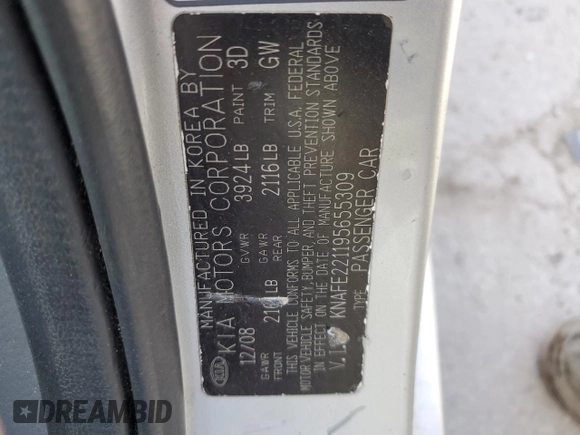 MANUFACTURED IN KOREA BY
KIA MOTORS CORPORATION
12/08 GVWR 3924LB PAINT 3D
GAWR FRONT LB GAWR REAR 2116LB TRIM GW
THIS VEHICLE CONFORMS TO ALL APPLICABLE U.S.A. FEDERAL
MOTOR VEHICLE SAFETY, BUMPER, AND THEFT PREVENTION STANDARDS
IN EFFECT ON THE DATE OF MANUFACTURE SHOWN ABOVE
KNAFE221195655309
TYPE PASSENGER CAR
KIA
DREAMBID